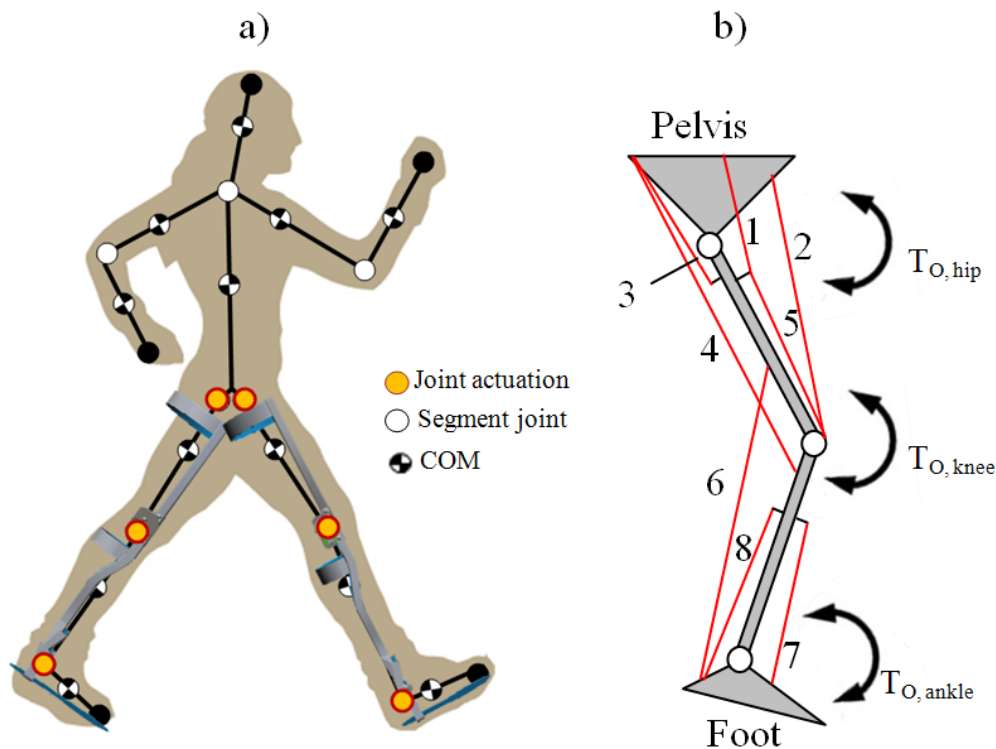 a)
Joint actuation
Segment joint
COM
b)
Pelvis
1
2
3
4
5
6
7
8
T_O, hip
T_O, knee
T_O, ankle
Foot